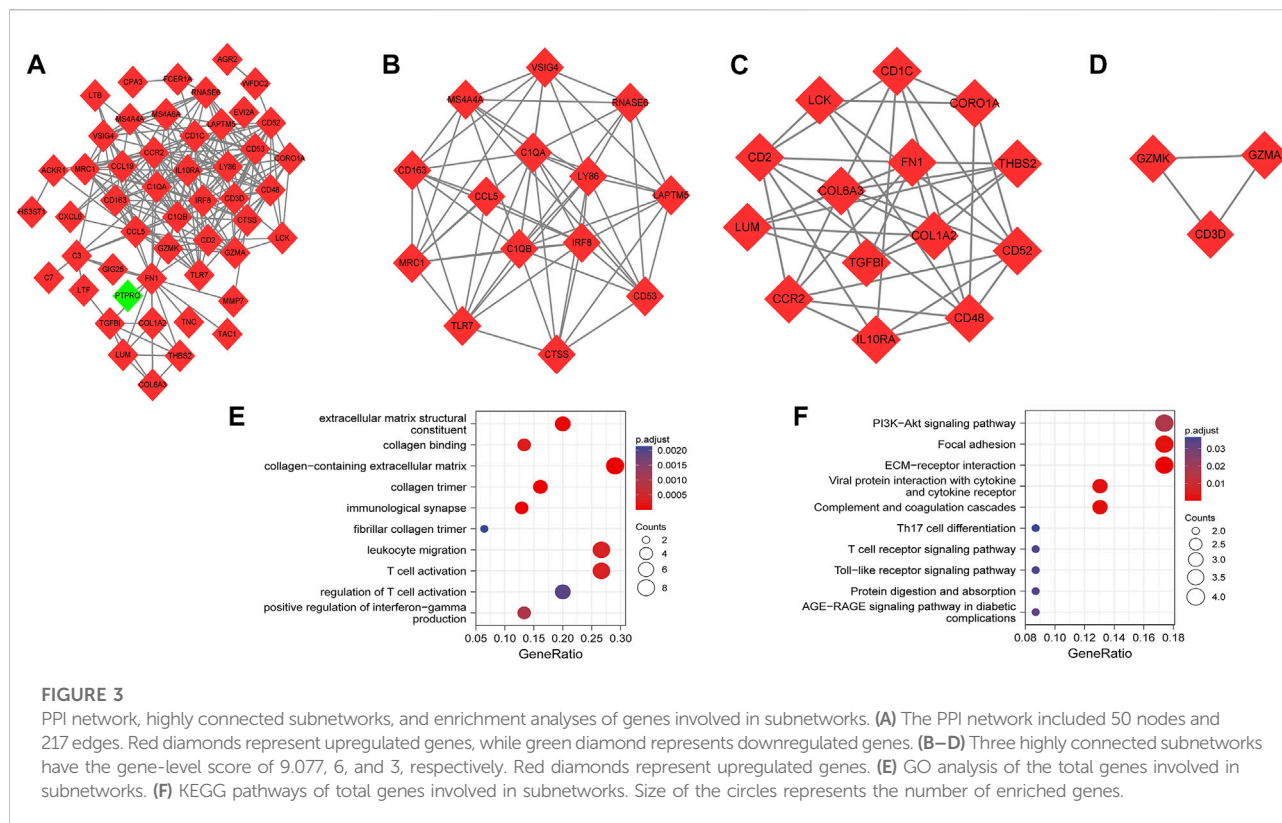 A
AGR2
CPA3
FCER1A
WFDC2
LTB
RNASE6
EVI2A
MS4A4A
MS4A6A
LAPTM5
CD52
VSIG4
CD1C
CD53
CCR2
CORO1A
ACKR1
MRC1
CCL19
IL10RA
LY86
C1QA
CD48
CD163
IRF8
CD3D
HS3ST1
CXCL6
C1QB
CTSS
CCL5
LCK
GZMK
CD2
GZMA
C3
GIG25
TLR7
C7
FN1
LTF
PTPRO
MMP7
TGFBI
COL1A2
TNC
TAC1
LUM
THBS2
COL6A3
B
VSIG4
MS4A4A
RNASE6
C1QA
CD163
LY86
CCL5
LAPTM5
C1QB
IRF8
MRC1
CD53
TLR7
CTSS
C
CD1C
LCK
CORO1A
CD2
FN1
THBS2
COL6A3
LUM
COL1A2
CD52
TGFBI
CCR2
CD48
IL10RA
D
GZMK
GZMA
CD3D
E
extracellular matrix structural
constituent
collagen binding
collagen-containing extracellular matrix
collagen trimer
immunological synapse
fibrillar collagen trimer
leukocyte migration
T cell activation
regulation of T cell activation
positive regulation of interferon-gamma
production
0.05 0.10 0.15 0.20 0.25 0.30
GeneRatio
p.adjust
0.0020
0.0015
0.0010
0.0005
Counts
2
4
6
8
F
PI3K-Akt signaling pathway
Focal adhesion
ECM-receptor interaction
Viral protein interaction with cytokine
and cytokine receptor
Complement and coagulation cascades
Th17 cell differentiation
T cell receptor signaling pathway
Toll-like receptor signaling pathway
Protein digestion and absorption
AGE-RAGE signaling pathway in diabetic
complications
0.08 0.10 0.12 0.14 0.16 0.18
GeneRatio
p.adjust
0.03
0.02
0.01
Counts
2.0
2.5
3.0
3.5
4.0
FIGURE 3
PPI network, highly connected subnetworks, and enrichment analyses of genes involved in subnetworks. (A) The PPI network included 50 nodes and
217 edges. Red diamonds represent upregulated genes, while green diamond represents downregulated genes. (B–D) Three highly connected subnetworks
have the gene-level score of 9.077, 6, and 3, respectively. Red diamonds represent upregulated genes. (E) GO analysis of the total genes involved in
subnetworks. (F) KEGG pathways of total genes involved in subnetworks. Size of the circles represents the number of enriched genes.